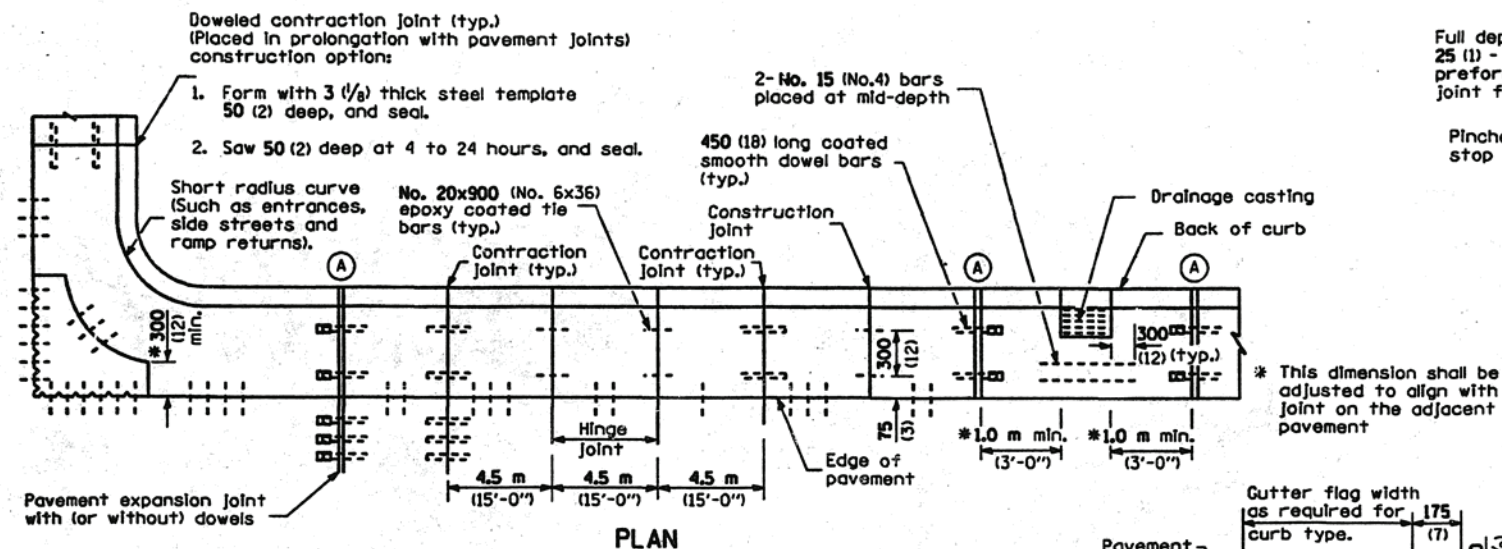 Doweled contraction joint (typ.)
(Placed in prolongation with pavement joints)
construction option:
1. Form with 3 (1/8) thick steel template
50 (2) deep, and seal.
2. Saw 50 (2) deep at 4 to 24 hours, and seal.
Short radius curve
(Such as entrances,
side streets and
ramp returns).
No. 20x900 (No. 6x36)
epoxy coated tie
bars (typ.)
2- No. 15 (No.4) bars
placed at mid-depth
450 (18) long coated
smooth dowel bars
(typ.)
Full dep
25 (1) -
prefor
joint f
Pinche
stop
Drainage casting
Back of curb
Construction
joint
Contraction
joint (typ.)
Contraction
joint (typ.)
A
A
A
* 300
(12)
min.
300
(12)
300
(12) (typ.)
75
(3)
* This dimension shall be
adjusted to align with
joint on the adjacent
pavement
Hinge
joint
*1.0 m min.
(3'-0")
*1.0 m min.
(3'-0")
Edge of
pavement
4.5 m
(15'-0")
4.5 m
(15'-0")
4.5 m
(15'-0")
Pavement expansion joint
with (or without) dowels
PLAN
Gutter flag width
as required for
curb type.
175
(7)
Pavement